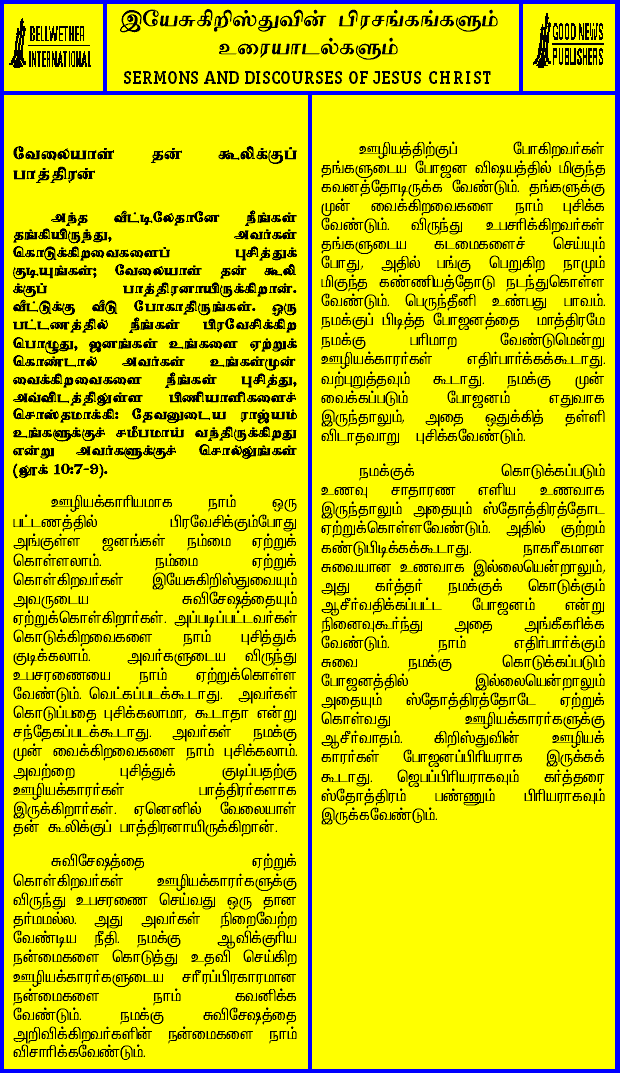 BELLWETHER
INTERNATIONAL
இயேசுகிறிஸ்துவின் பிரசங்கங்களும்
உரையாடல்களும்
SERMONS AND DISCOURSES OF JESUS CHRIST
GOOD NEWS
PUBLISHERS
வேலையாள் தன் கூலிக்குப்
பாத்திரன்
அந்த வீட்டிலேதானே நீங்கள்
தங்கியிருந்து, அவர்கள்
கொடுக்கிறவைகளைப் புசித்துக்
குடியுங்கள்; வேலையாள் தன் கூலி
க்குப் பாத்திரனாயிருக்கிறான்.
வீட்டுக்கு வீடு போகாதிருங்கள். ஒரு
பட்டணத்தில் நீங்கள் பிரவேசிக்கிற
பொழுது, ஜனங்கள் உங்களை ஏற்றுக்
கொண்டால் அவர்கள் உங்கள்முன்
வைக்கிறவைகளை நீங்கள் புசித்து,
அவ்விடத்திலுள்ள பிணியாளிகளைச்
சொஸ்தமாக்கி: தேவனுடைய ராஜ்யம்
உங்களுக்குச் சமீபமாய் வந்திருக்கிறது
என்று அவர்களுக்குச் சொல்லுங்கள்
(லூக் 10:7-9).
ஊழியக்காரியமாக நாம் ஒரு
பட்டணத்தில் பிரவேசிக்கும்போது
அங்குள்ள ஜனங்கள் நம்மை ஏற்றுக்
கொள்ளலாம். நம்மை ஏற்றுக்
கொள்கிறவர்கள் இயேசுகிறிஸ்துவையும்
அவருடைய சுவிசேஷத்தையும்
ஏற்றுக்கொள்கிறார்கள். அப்படிப்பட்டவர்கள்
கொடுக்கிறவைகளை நாம் புசித்துக்
குடிக்கலாம். அவர்களுடைய விருந்து
உபசரணையை நாம் ஏற்றுக்கொள்ள
வேண்டும். வெட்கப்படக்கூடாது. அவர்கள்
கொடுப்பதை புசிக்கலாமா, கூடாதா என்று
சந்தேகப்படக்கூடாது. அவர்கள் நமக்கு
முன் வைக்கிறவைகளை நாம் புசிக்கலாம்.
அவற்றை புசித்துக் குடிப்பதற்கு
ஊழியக்காரர்கள் பாத்திரர்களாக
இருக்கிறார்கள். ஏனெனில் வேலையாள்
தன் கூலிக்குப் பாத்திரனாயிருக்கிறான்.
சுவிசேஷத்தை ஏற்றுக்
கொள்கிறவர்கள் ஊழியக்காரர்களுக்கு
விருந்து உபசரணை செய்வது ஒரு தான
தர்மமல்ல. அது அவர்கள் நிறைவேற்ற
வேண்டிய நீதி. நமக்கு ஆவிக்குரிய
நன்மைகளை கொடுத்து உதவி செய்கிற
ஊழியக்காரர்களுடைய சரீரப்பிரகாரமான
நன்மைகளை நாம் கவனிக்க
வேண்டும். நமக்கு சுவிசேஷத்தை
அறிவிக்கிறவர்களின் நன்மைகளை நாம்
விசாரிக்கவேண்டும்.
ஊழியத்திற்குப் போகிறவர்கள்
தங்களுடைய போஜன விஷயத்தில் மிகுந்த
கவனத்தோடிருக்க வேண்டும். தங்களுக்கு
முன் வைக்கிறவைகளை நாம் புசிக்க
வேண்டும். விருந்து உபசரிக்கிறவர்கள்
தங்களுடைய கடமைகளைச் செய்யும்
போது, அதில் பங்கு பெறுகிற நாமும்
மிகுந்த கண்ணியத்தோடு நடந்துகொள்ள
வேண்டும். பெருந்தீனி உண்பது பாவம்.
நமக்குப் பிடித்த போஜனத்தை மாத்திரமே
நமக்கு பரிமாற வேண்டுமென்று
ஊழியக்காரர்கள் எதிர்பார்க்கக்கூடாது.
வற்புறுத்தவும் கூடாது. நமக்கு முன்
வைக்கப்படும் போஜனம் எதுவாக
இருந்தாலும், அதை ஒதுக்கித் தள்ளி
விடாதவாறு புசிக்கவேண்டும்.
நமக்குக் கொடுக்கப்படும்
உணவு சாதாரண எளிய உணவாக
இருந்தாலும் அதையும் ஸ்தோத்திரத்தோட
ஏற்றுக்கொள்ளவேண்டும். அதில் குற்றம்
கண்டுபிடிக்கக்கூடாது. நாகரீகமான
சுவையான உணவாக இல்லையென்றாலும்,
அது கர்த்தர் நமக்குக் கொடுக்கும்
ஆசீர்வதிக்கப்பட்ட போஜனம் என்று
நினைவுகூர்ந்து அதை அங்கீகரிக்க
வேண்டும். நாம் எதிர்பார்க்கும்
சுவை நமக்கு கொடுக்கப்படும்
போஜனத்தில் இல்லையென்றாலும்
அதையும் ஸ்தோத்திரத்தோடே ஏற்றுக்
கொள்வது ஊழியக்காரர்களுக்கு
ஆசீர்வாதம். கிறிஸ்துவின் ஊழியக்
காரர்கள் போஜனப்பிரியராக இருக்கக்
கூடாது. ஜெபப்பிரியராகவும் கர்த்தரை
ஸ்தோத்திரம் பண்ணும் பிரியராகவும்
இருக்கவேண்டும்.